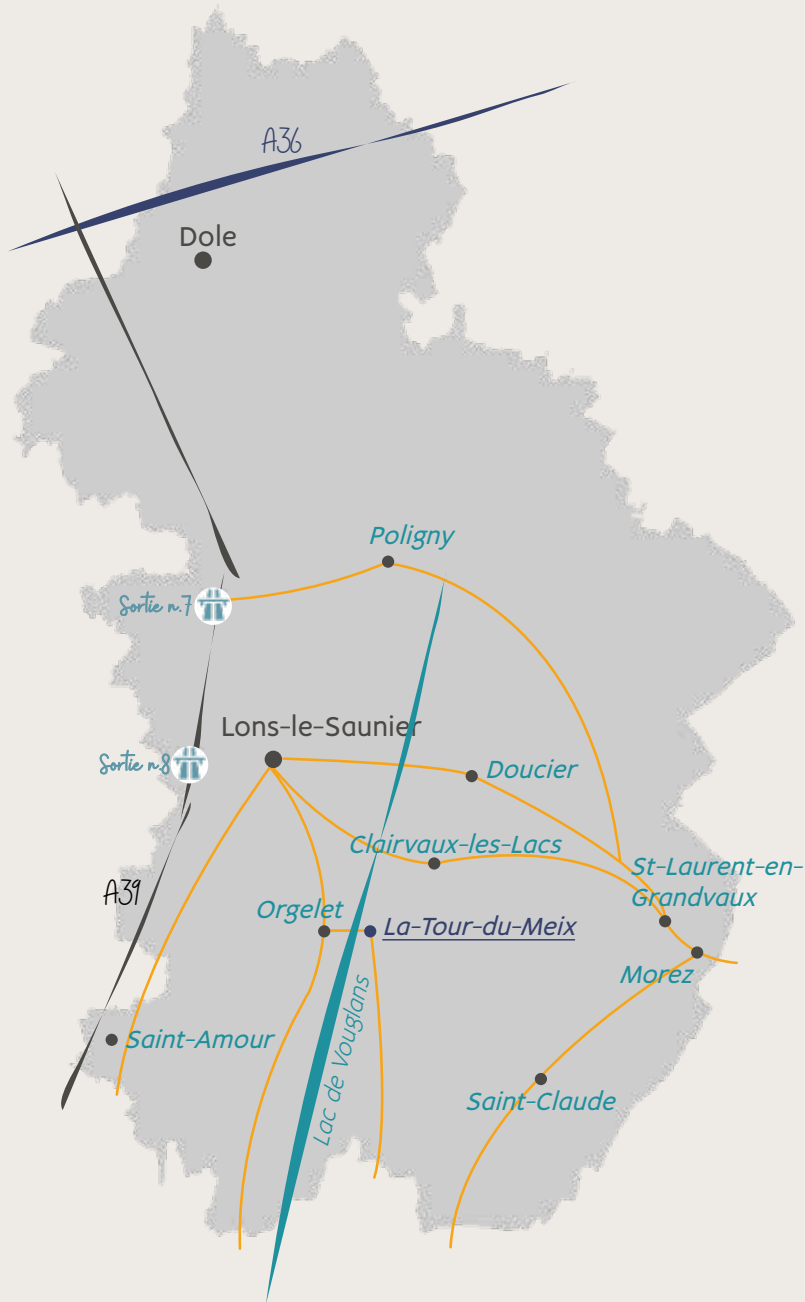 A36
Dole
Poligny
Sortie n.7
Lons-le-Saunier
Sortie n.8
Doucier
Clairvaux-les-Lacs
St-Laurent-en-
Grandvaux
A39
Orgelet
La-Tour-du-Meix
Morez
Lac de Vouglans
Saint-Amour
Saint-Claude